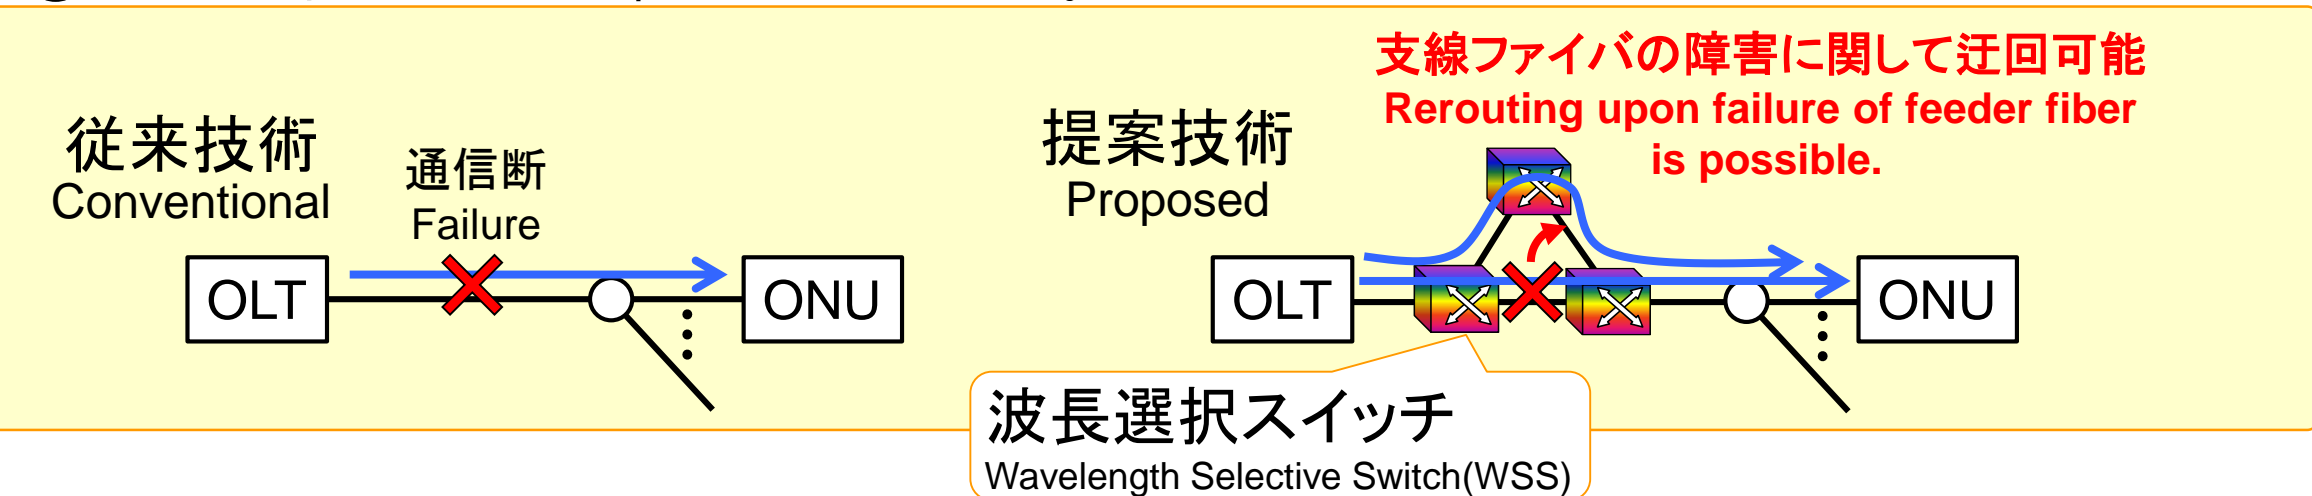 従来技術
Conventional
通信断
Failure
OLT
ONU
提案技術
Proposed
支線ファイバの障害に関して迂回可能
Rerouting upon failure of feeder fiber
is possible.
OLT
ONU
波長選択スイッチ
Wavelength Selective Switch(WSS)